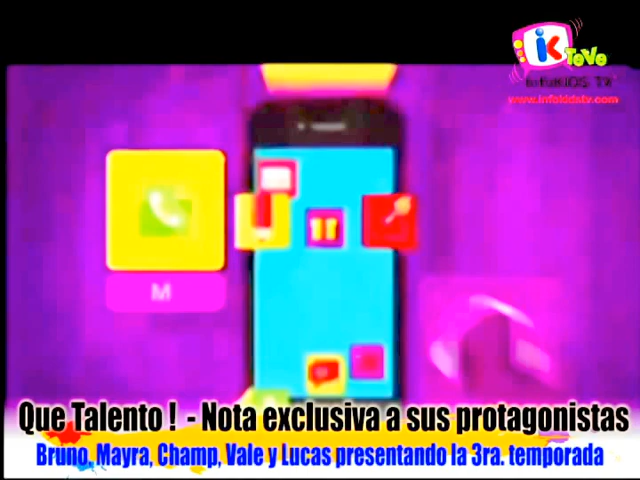 iK
TeVe
InfoKIDS TV
www.infokidstv.com
M
Que Talento ! - Nota exclusiva a sus protagonistas
Bruno, Mayra, Champ, Vale y Lucas presentando la 3ra. temporada